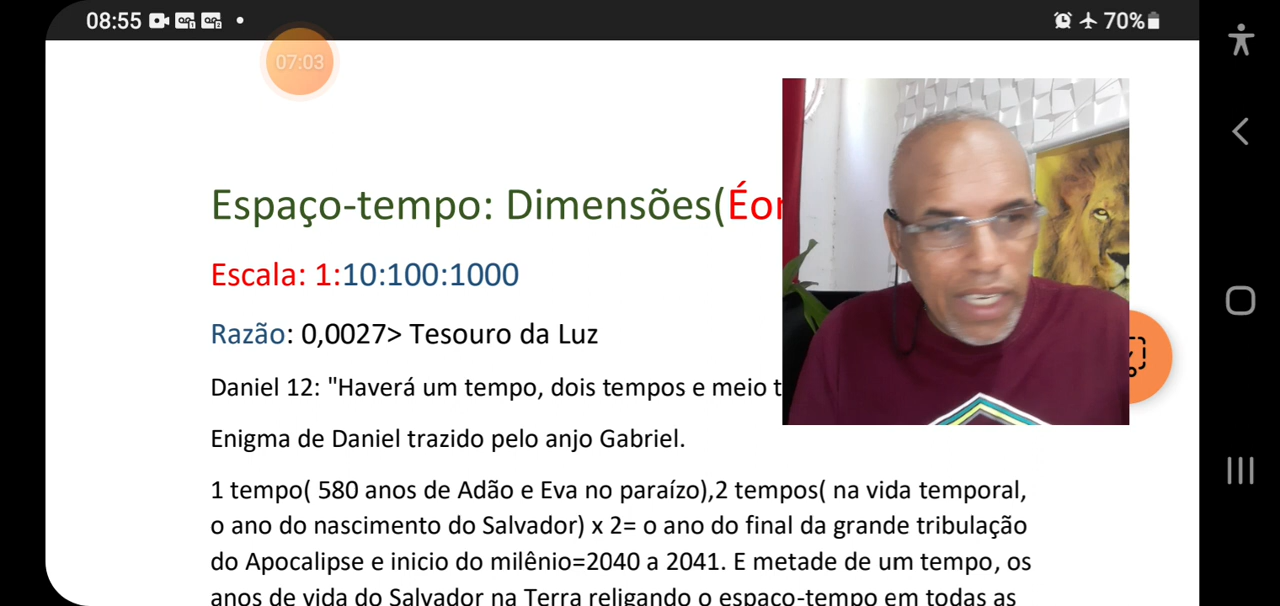 08:55
70%
07:03
Espaço-tempo: Dimensões(Éon
Escala: 1:10:100:1000
Razão: 0,0027> Tesouro da Luz
Daniel 12: "Haverá um tempo, dois tempos e meio t
Enigma de Daniel trazido pelo anjo Gabriel.
1 tempo( 580 anos de Adão e Eva no paraízo),2 tempos( na vida temporal,
o ano do nascimento do Salvador) x 2= o ano do final da grande tribulação
do Apocalipse e inicio do milênio=2040 a 2041. E metade de um tempo, os
anos de vida do Salvador na Terra religando o espaço-tempo em todas as